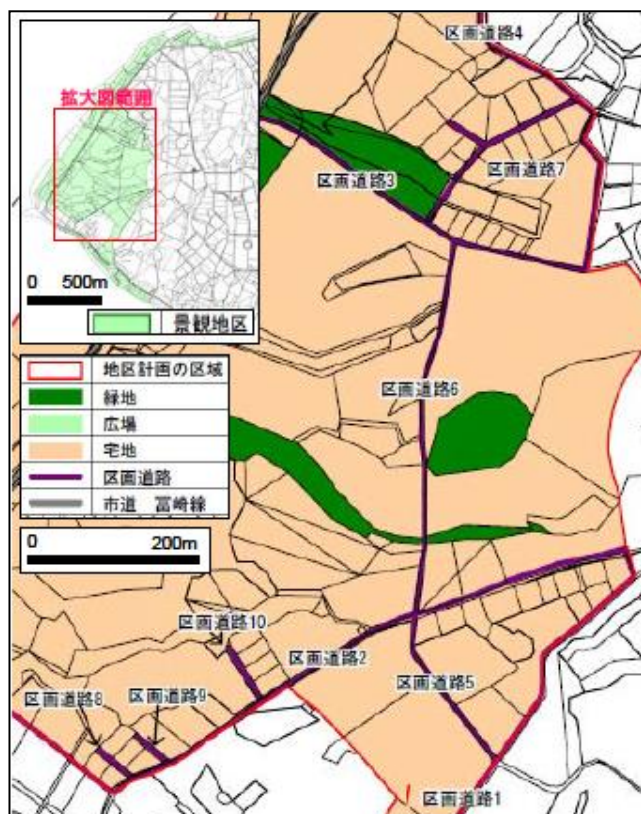 拡大図範囲
0 500m
景観地区
地区計画の区域
緑地
広場
宅地
区画道路
市道 冨崎線
0 200m
区画道路4
区画道路3
区画道路7
区画道路6
区画道路10
区画道路2
区画道路8
区画道路9
区画道路5
区画道路1